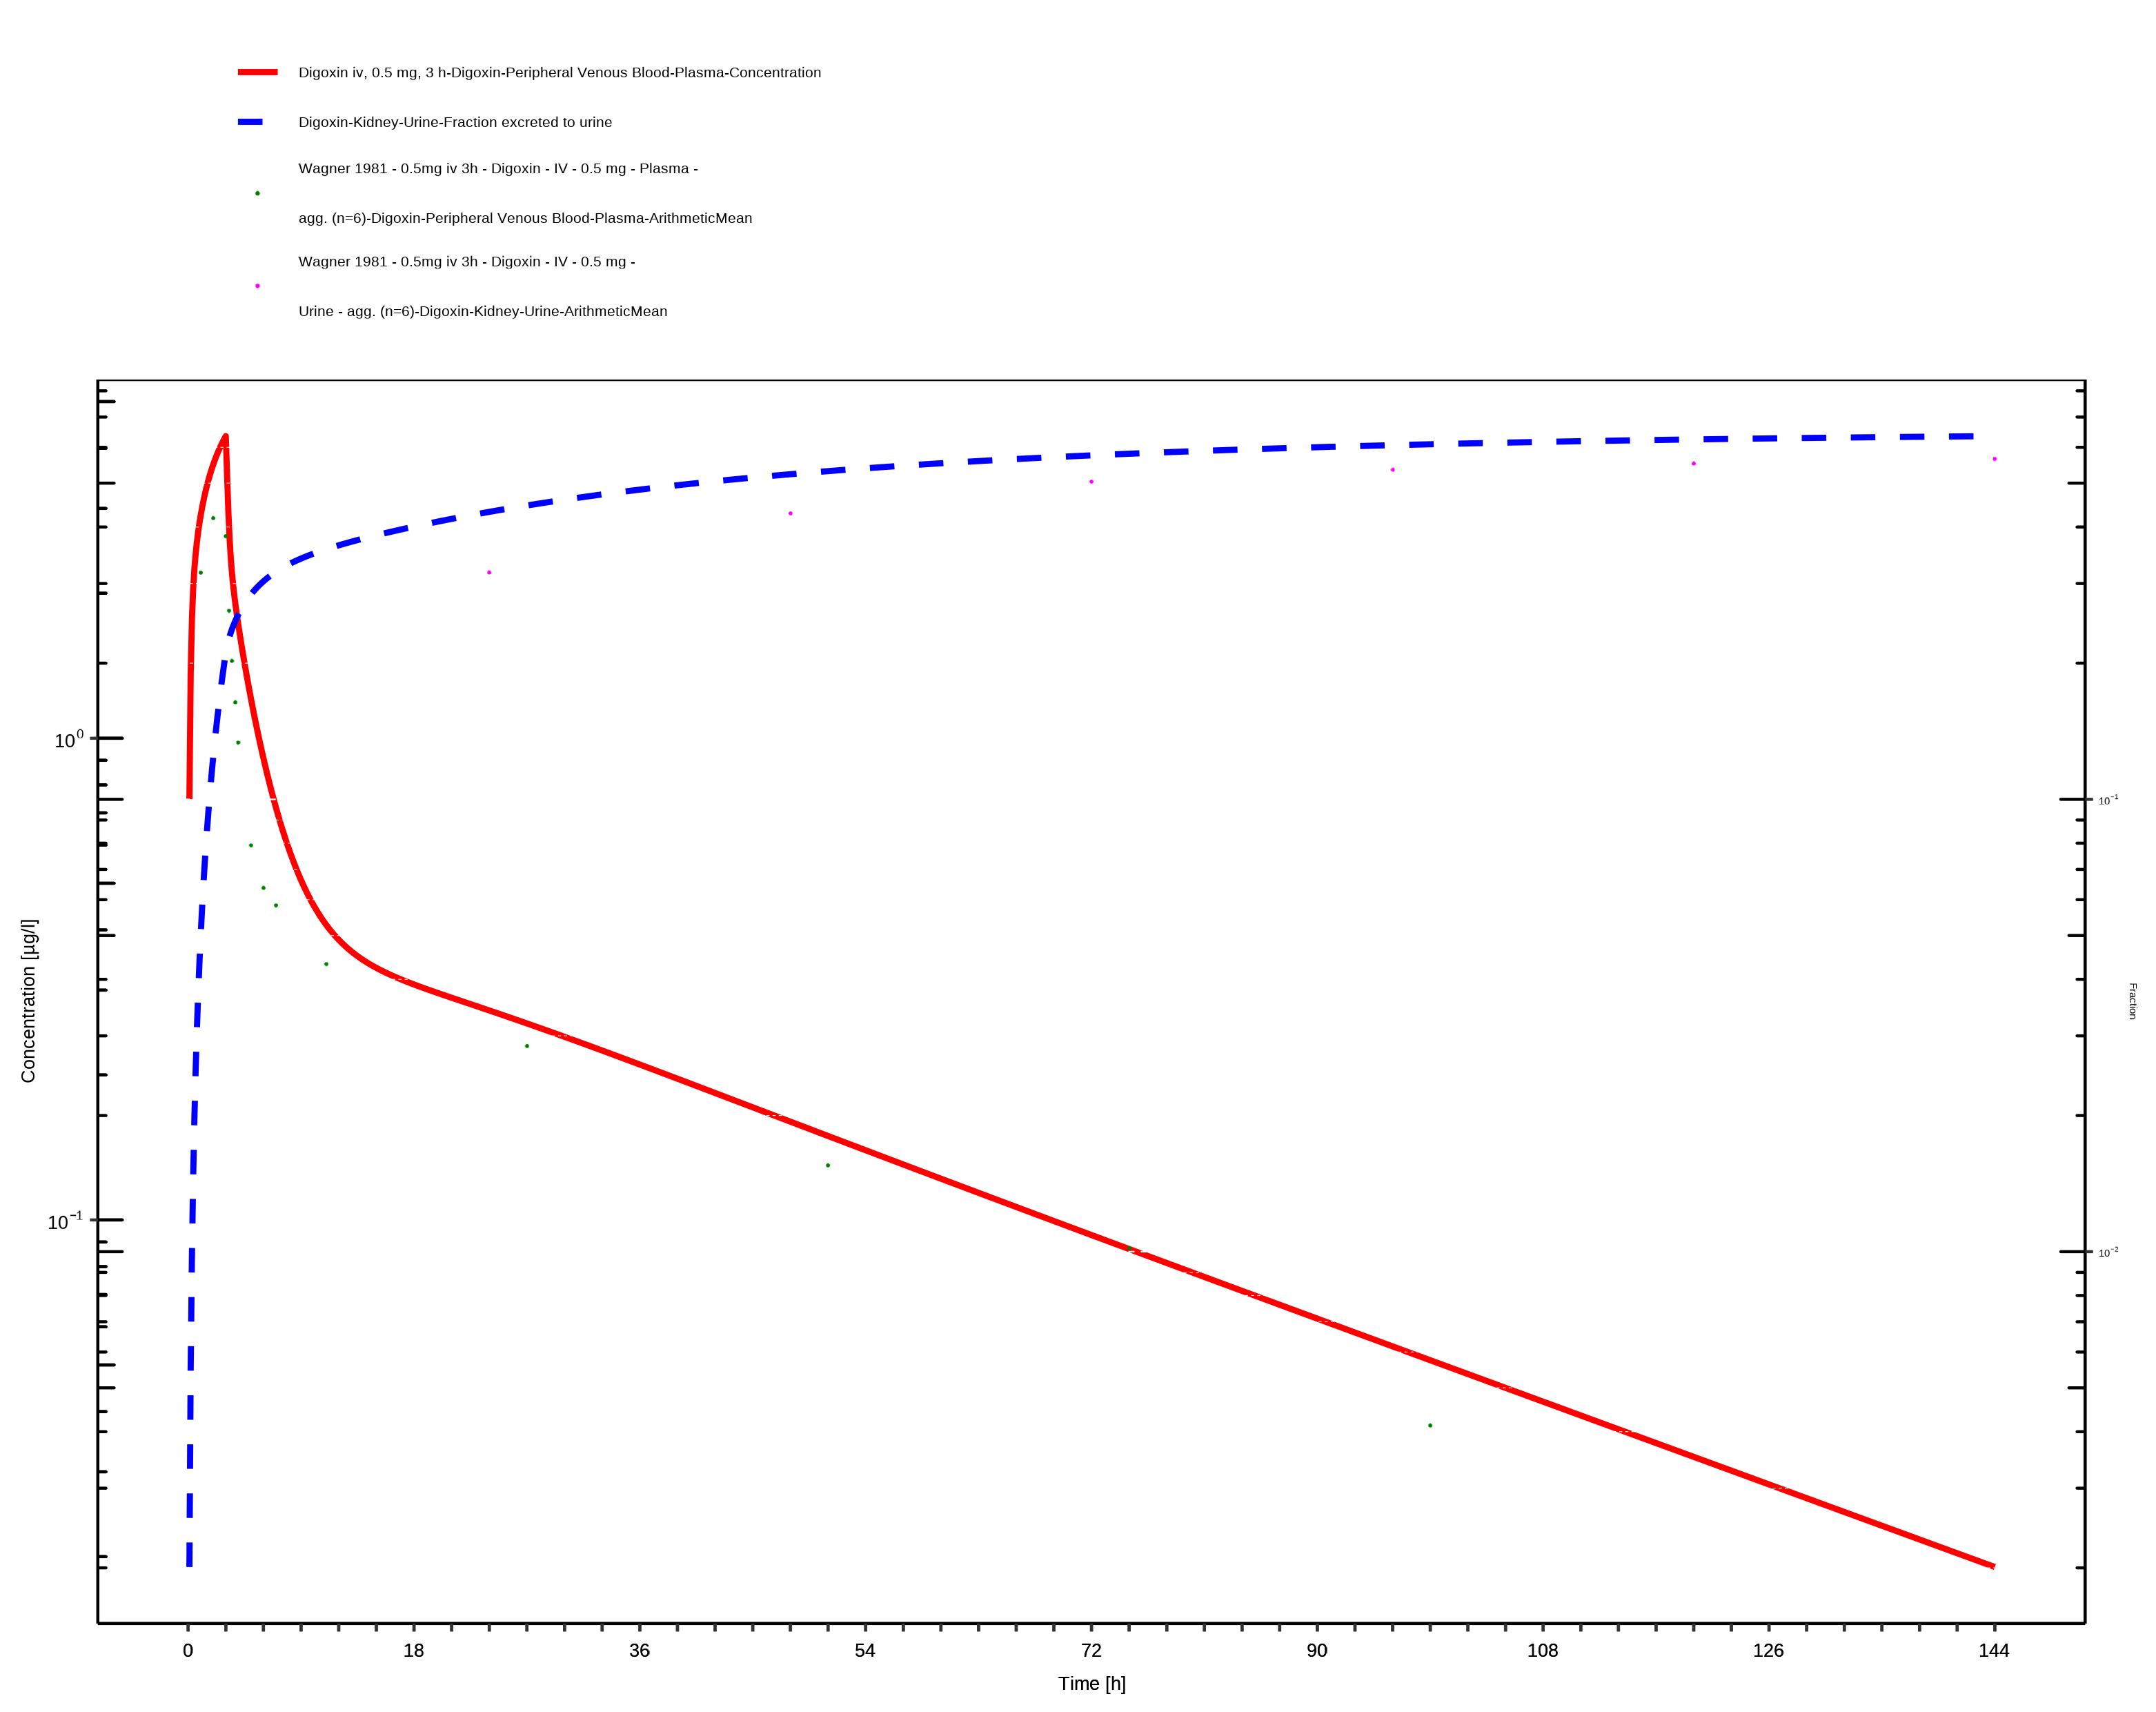 Digoxin iv, 0.5 mg, 3 h-Digoxin-Peripheral Venous Blood-Plasma-Concentration
Digoxin-Kidney-Urine-Fraction excreted to urine
Wagner 1981 - 0.5mg iv 3h - Digoxin - IV - 0.5 mg - Plasma -
agg. (n=6)-Digoxin-Peripheral Venous Blood-Plasma-ArithmeticMean
Wagner 1981 - 0.5mg iv 3h - Digoxin - IV - 0.5 mg -
Urine - agg. (n=6)-Digoxin-Kidney-Urine-ArithmeticMean
10⁰
10⁻¹
Concentration [µg/l]
10⁻¹
10⁻²
Fraction
0 18 36 54 72 90 108 126 144
Time [h]